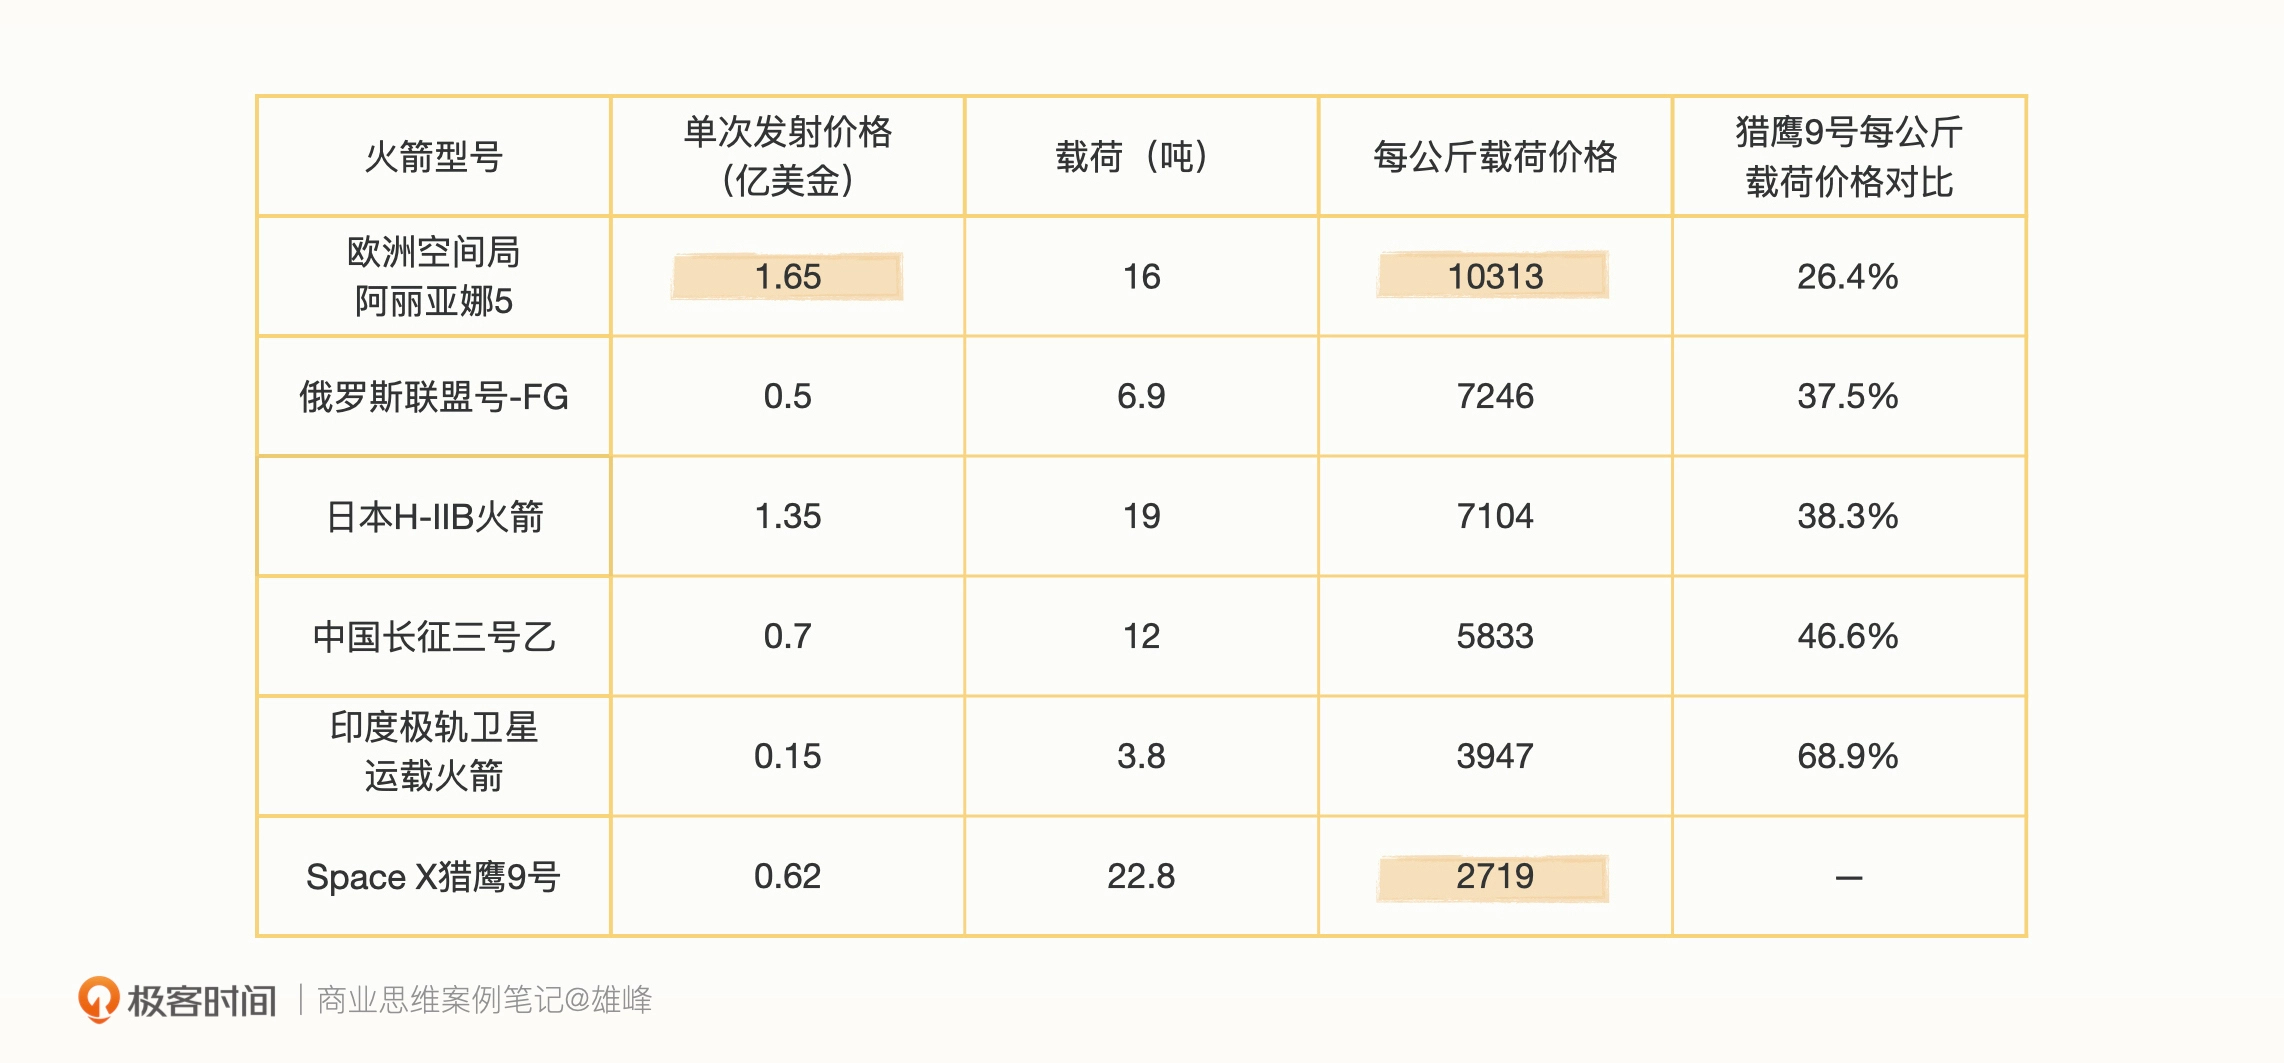 火箭型号
单次发射价格
（亿美金）
载荷（吨）
每公斤载荷价格
猎鹰9号每公斤
载荷价格对比
欧洲空间局
阿丽亚娜5
1.65
16
10313
26.4%
俄罗斯联盟号-FG
0.5
6.9
7246
37.5%
日本H-IIB火箭
1.35
19
7104
38.3%
中国长征三号乙
0.7
12
5833
46.6%
印度极轨卫星
运载火箭
0.15
3.8
3947
68.9%
Space X猎鹰9号
0.62
22.8
2719
—
极客时间 | 商业思维案例笔记@雄峰